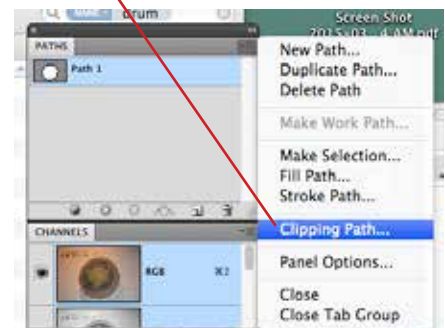 drum
Screen Shot
PATHS
Path 1
New Path...
Duplicate Path...
Delete Path
Make Work Path...
Make Selection...
Fill Path...
Stroke Path...
Clipping Path...
Panel Options...
Close
Close Tab Group
CHANNELS
RGB ⌘2